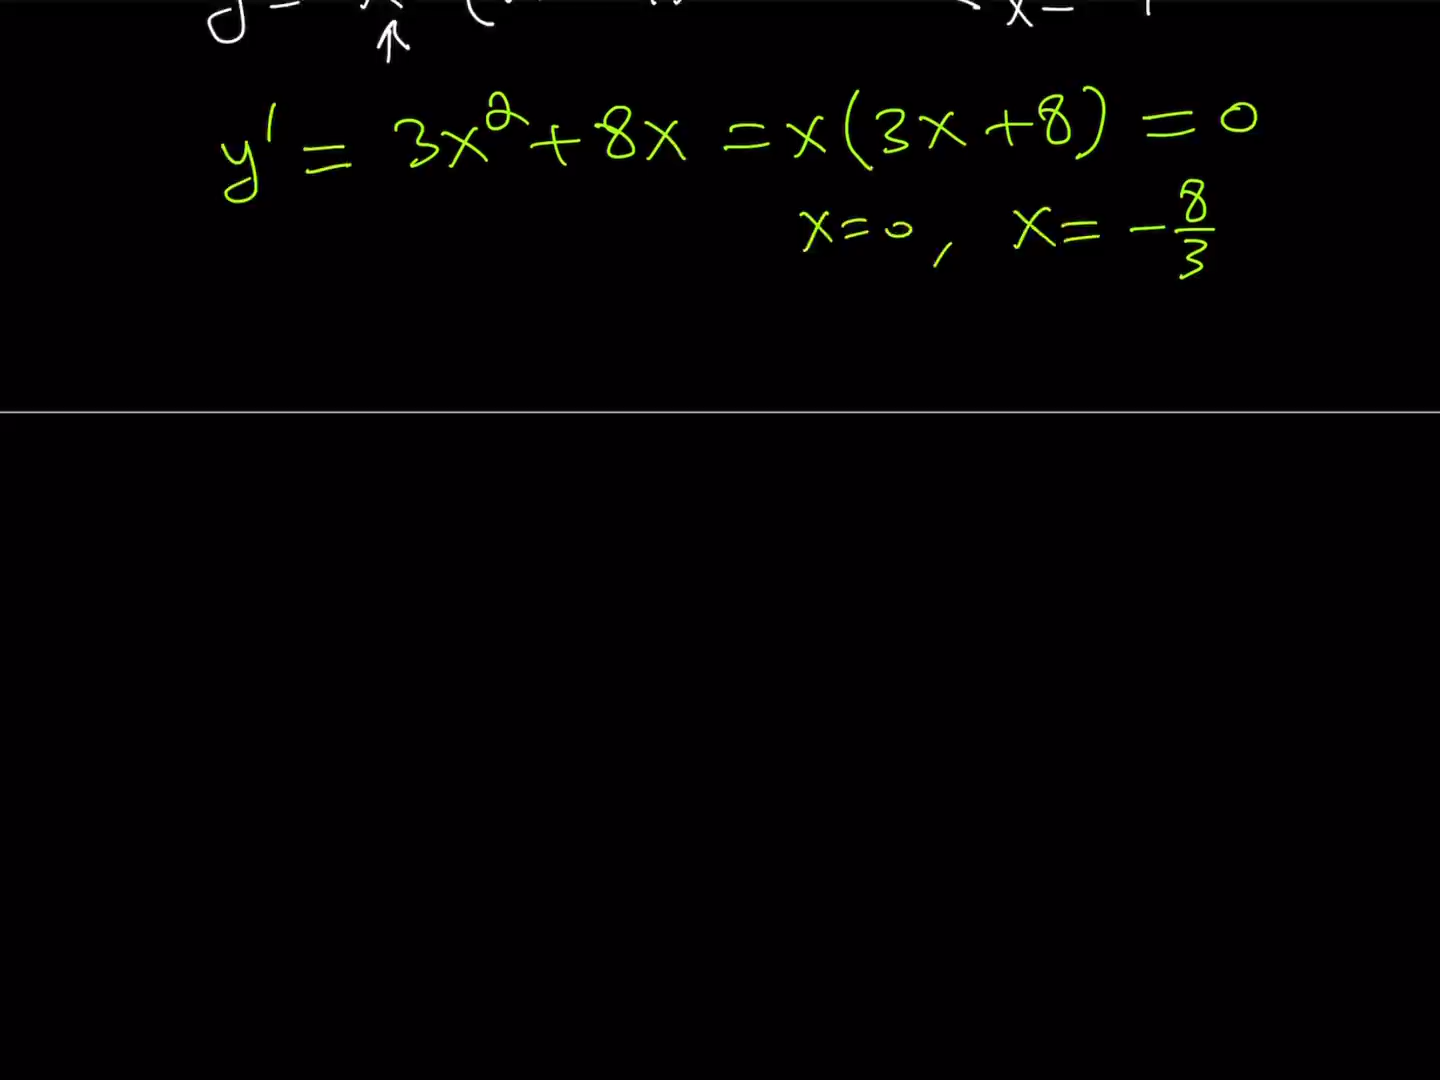 y' = 3x² + 8x = x(3x + 8) = 0
x = 0, x = -8/3